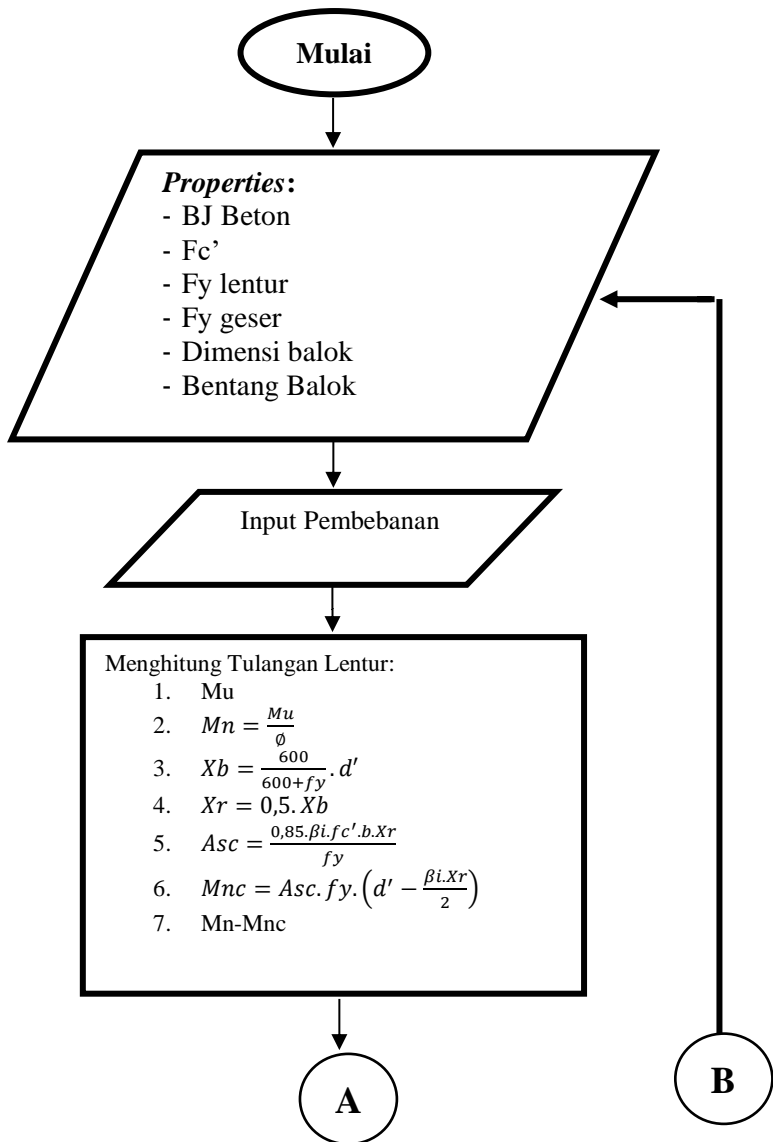 Mulai
Properties:
- BJ Beton
- Fc’
- Fy lentur
- Fy geser
- Dimensi balok
- Bentang Balok
Input Pembebanan
Menghitung Tulangan Lentur:
1. Mu
2. Mn = Mu/∅
3. Xb = 600/(600+fy) . d′
4. Xr = 0,5. Xb
5. Asc = 0,85.βi.fc′.b.Xr/fy
6. Mnc = Asc. fy. (d′ − βi.Xr/2)
7. Mn-Mnc
A
B